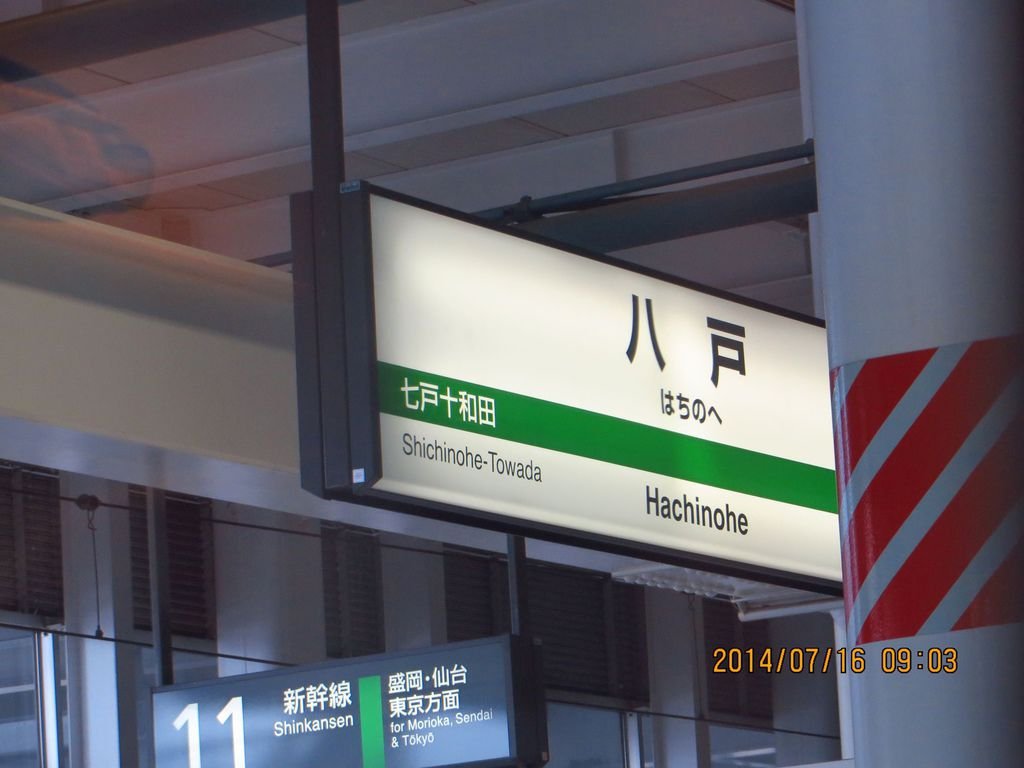 八戸
はちのへ
七戸十和田
Shichinohe-Towada
Hachinohe
11
新幹線
Shinkansen
盛岡・仙台
東京方面
for Morioka, Sendai
& Tōkyō
2014/07/16 09:03